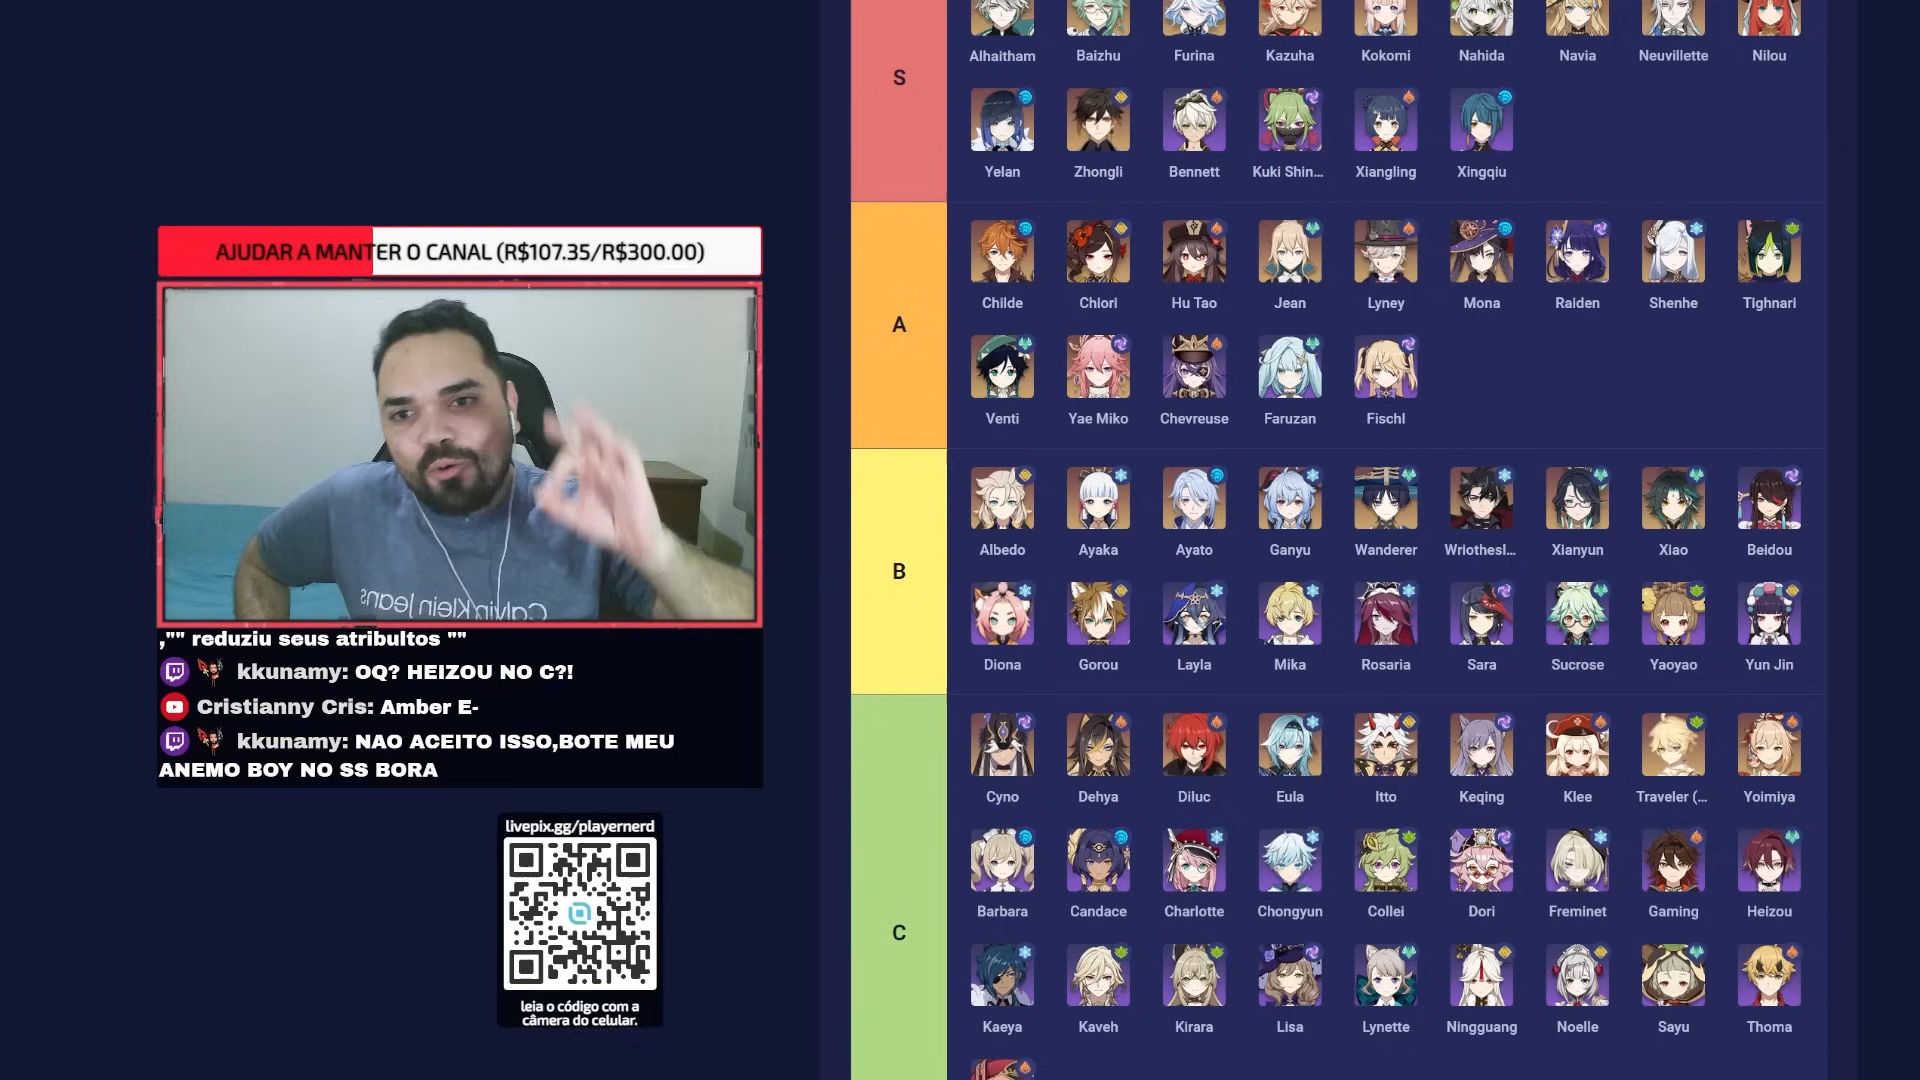 AJUDAR A MANTER O CANAL (R$107.35/R$300.00)
Calvin Klein Jeans
,"" reduziu seus atribultos ""
kkunamy: OQ? HEIZOU NO C?!
Cristianny Cris: Amber E-
kkunamy: NAO ACEITO ISSO,BOTE MEU
ANEMO BOY NO SS BORA
livepix.gg/playernerd
leia o código com a
câmera do celular.
S
Alhaitham Baizhu Furina Kazuha Kokomi Nahida Navia Neuvillette Nilou
Yelan Zhongli Bennett Kuki Shin... Xiangling Xingqiu
A
Childe Chiori Hu Tao Jean Lyney Mona Raiden Shenhe Tighnari
Venti Yae Miko Chevreuse Faruzan Fischl
B
Albedo Ayaka Ayato Ganyu Wanderer Wriothesl... Xianyun Xiao Beidou
Diona Gorou Layla Mika Rosaria Sara Sucrose Yaoyao Yun Jin
C
Cyno Dehya Diluc Eula Itto Keqing Klee Traveler (... Yoimiya
Barbara Candace Charlotte Chongyun Collei Dori Freminet Gaming Heizou
Kaeya Kaveh Kirara Lisa Lynette Ningguang Noelle Sayu Thoma